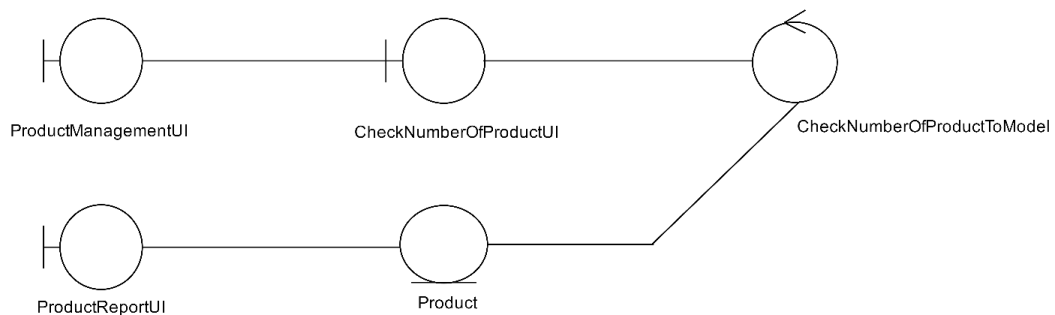 ProductManagementUI
CheckNumberOfProductUI
CheckNumberOfProductToModel
ProductReportUI
Product